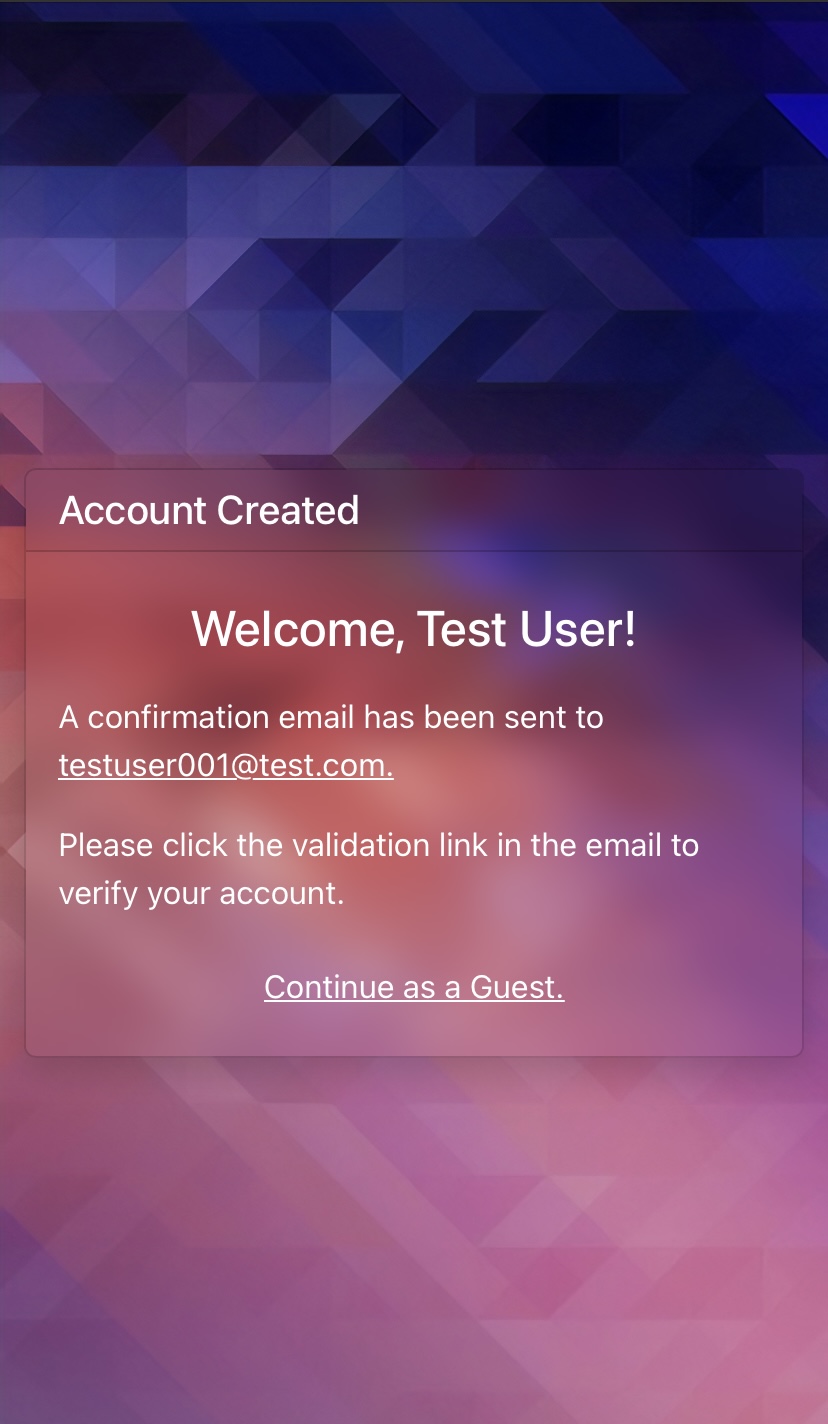 Account Created
Welcome, Test User!
A confirmation email has been sent to
testuser001@test.com.
Please click the validation link in the email to
verify your account.
Continue as a Guest.